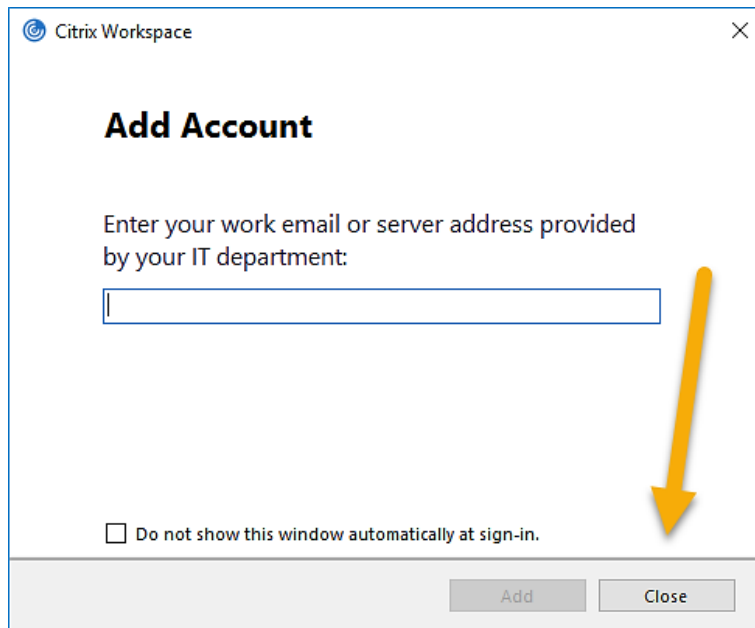 Citrix Workspace
Add Account
Enter your work email or server address provided
by your IT department:
Do not show this window automatically at sign-in.
Add
Close